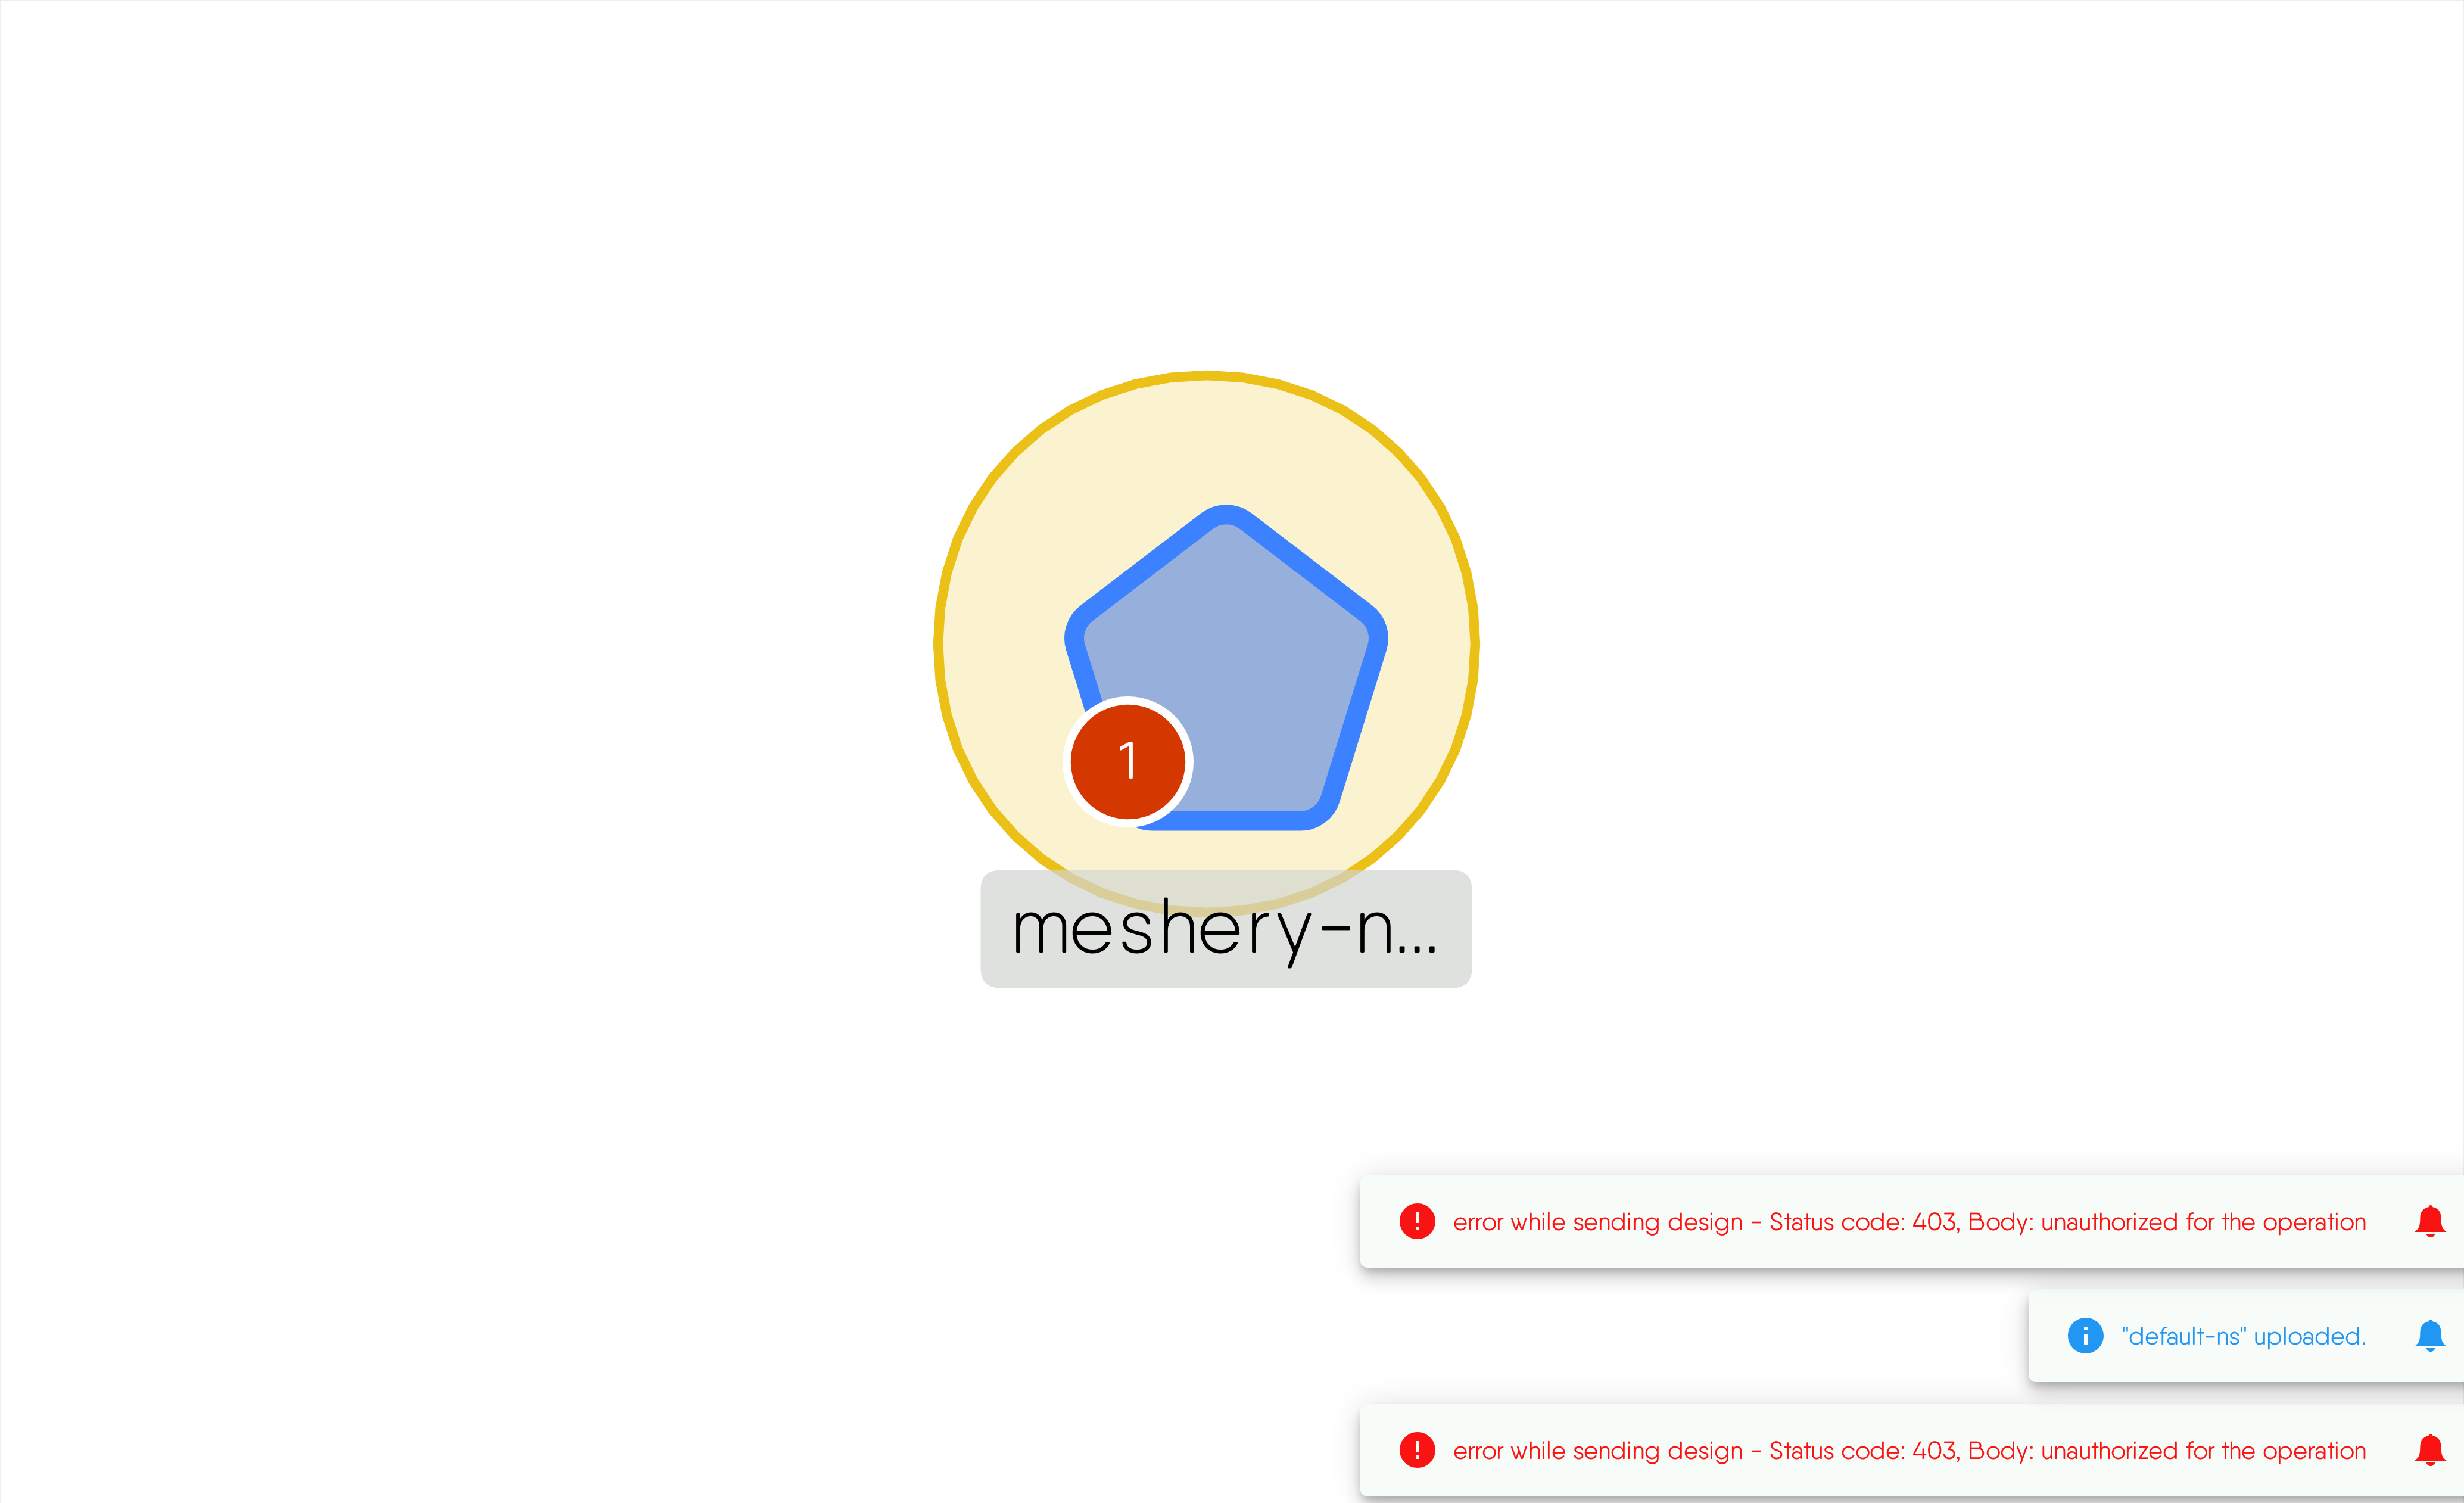 1
meshery-n...
error while sending design - Status code: 403, Body: unauthorized for the operation
"default-ns" uploaded.
error while sending design - Status code: 403, Body: unauthorized for the operation